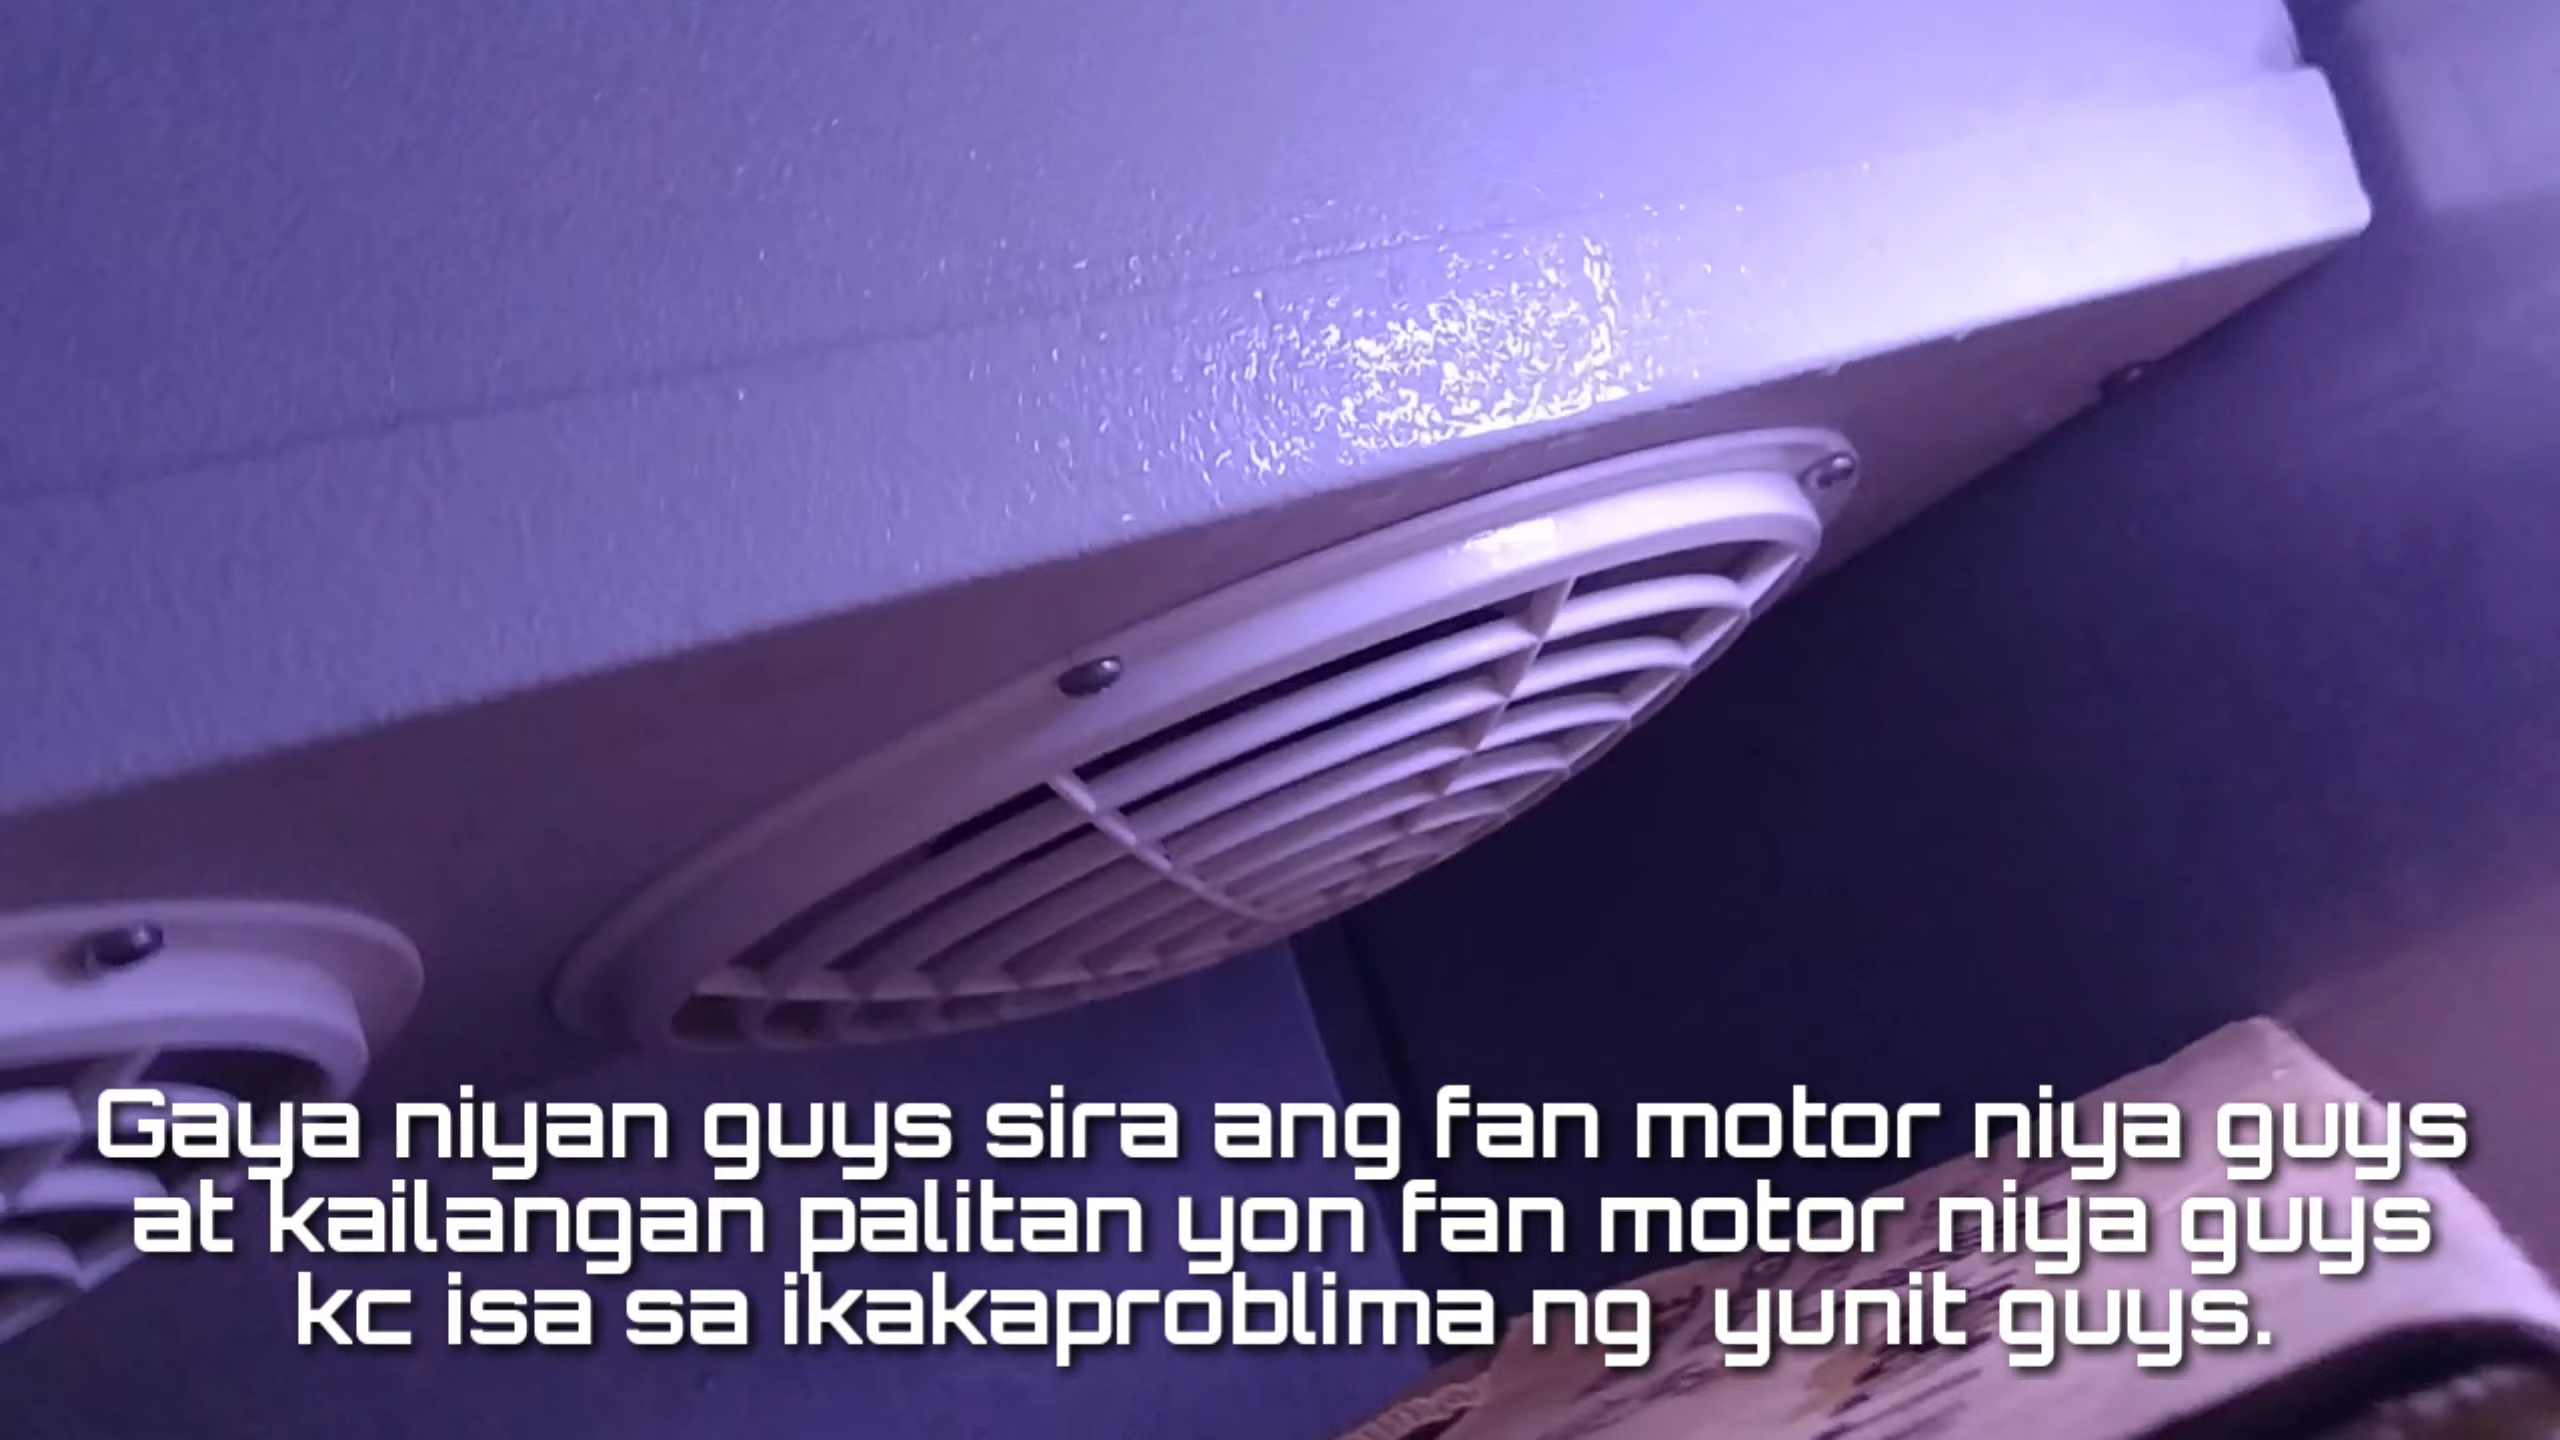 Gaya niyan guys sira ang fan motor niya guys
at kailangan palitan yon fan motor niya guys
kc isa sa ikakaproblima ng yunit guys.